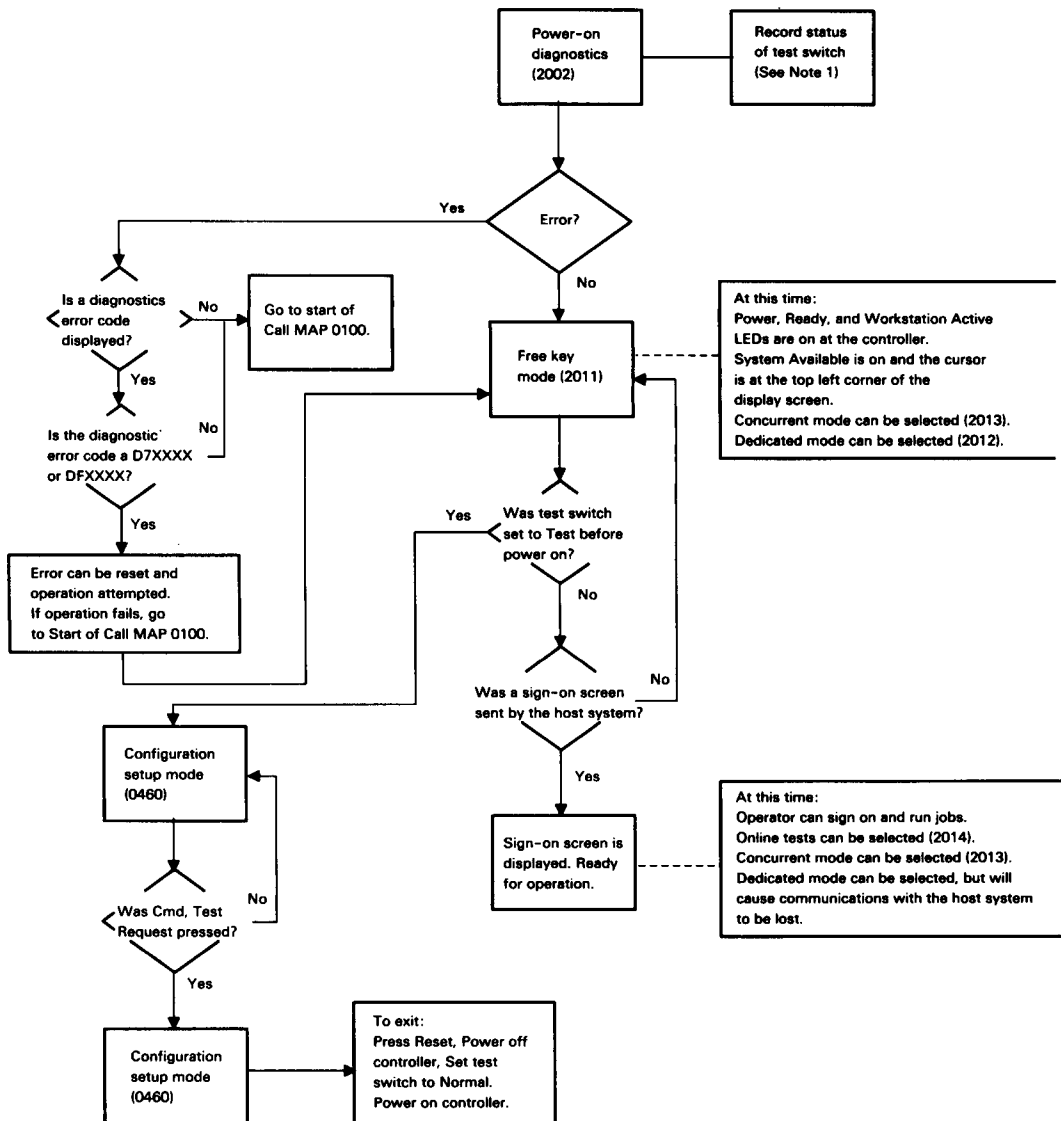 Power-on
diagnostics
(2002)
Record status
of test switch
(See Note 1)
Yes
Error?
No
Is a diagnostics
error code
displayed?
No
Go to start of
Call MAP 0100.
Yes
Is the diagnostic
error code a D7XXXX
or DFXXXX?
No
Yes
Error can be reset and
operation attempted.
If operation fails, go
to Start of Call MAP 0100.
Free key
mode (2011)
At this time:
Power, Ready, and Workstation Active
LEDs are on at the controller.
System Available is on and the cursor
is at the top left corner of the
display screen.
Concurrent mode can be selected (2013).
Dedicated mode can be selected (2012).
Yes
Was test switch
set to Test before
power on?
No
Was a sign-on screen
sent by the host system?
No
Yes
Sign-on screen is
displayed. Ready
for operation.
At this time:
Operator can sign on and run jobs.
Online tests can be selected (2014).
Concurrent mode can be selected (2013).
Dedicated mode can be selected, but will
cause communications with the host system
to be lost.
Configuration
setup mode
(0460)
Was Cmd, Test
Request pressed?
No
Yes
Configuration
setup mode
(0460)
To exit:
Press Reset, Power off
controller, Set test
switch to Normal.
Power on controller.